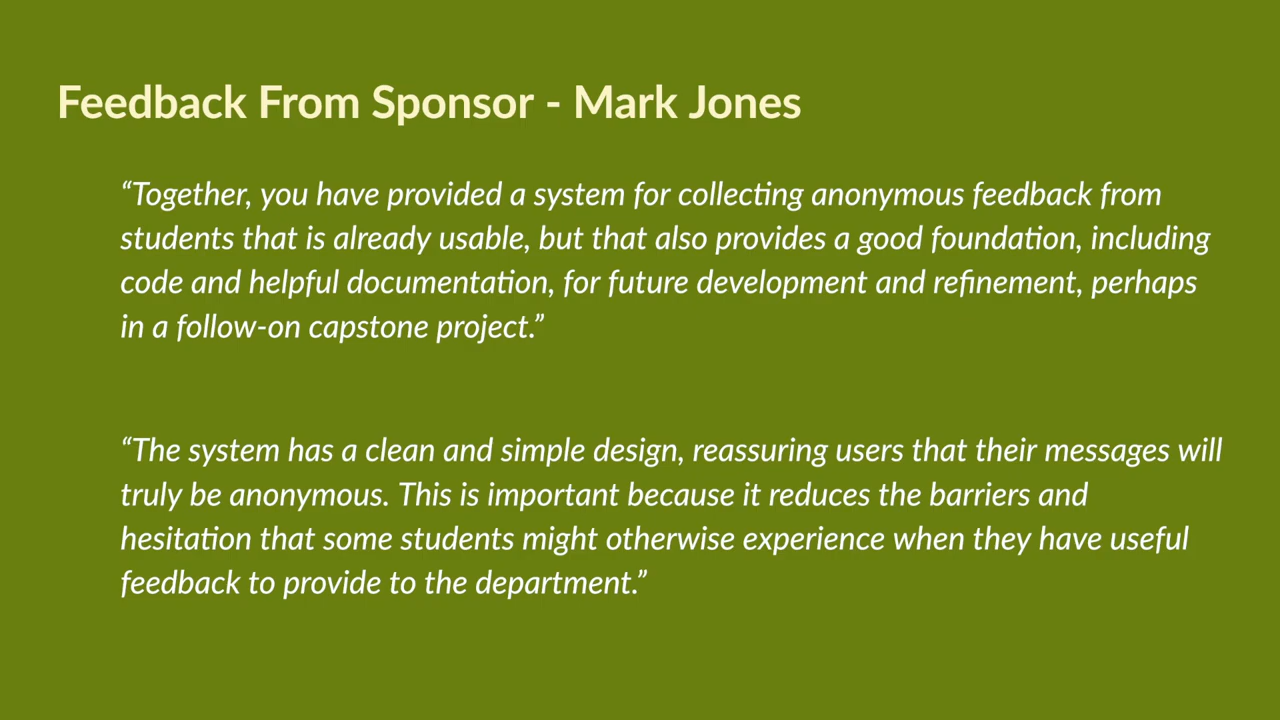 Feedback From Sponsor - Mark Jones
“Together, you have provided a system for collecting anonymous feedback from
students that is already usable, but that also provides a good foundation, including
code and helpful documentation, for future development and refinement, perhaps
in a follow-on capstone project.”
“The system has a clean and simple design, reassuring users that their messages will
truly be anonymous. This is important because it reduces the barriers and
hesitation that some students might otherwise experience when they have useful
feedback to provide to the department.”